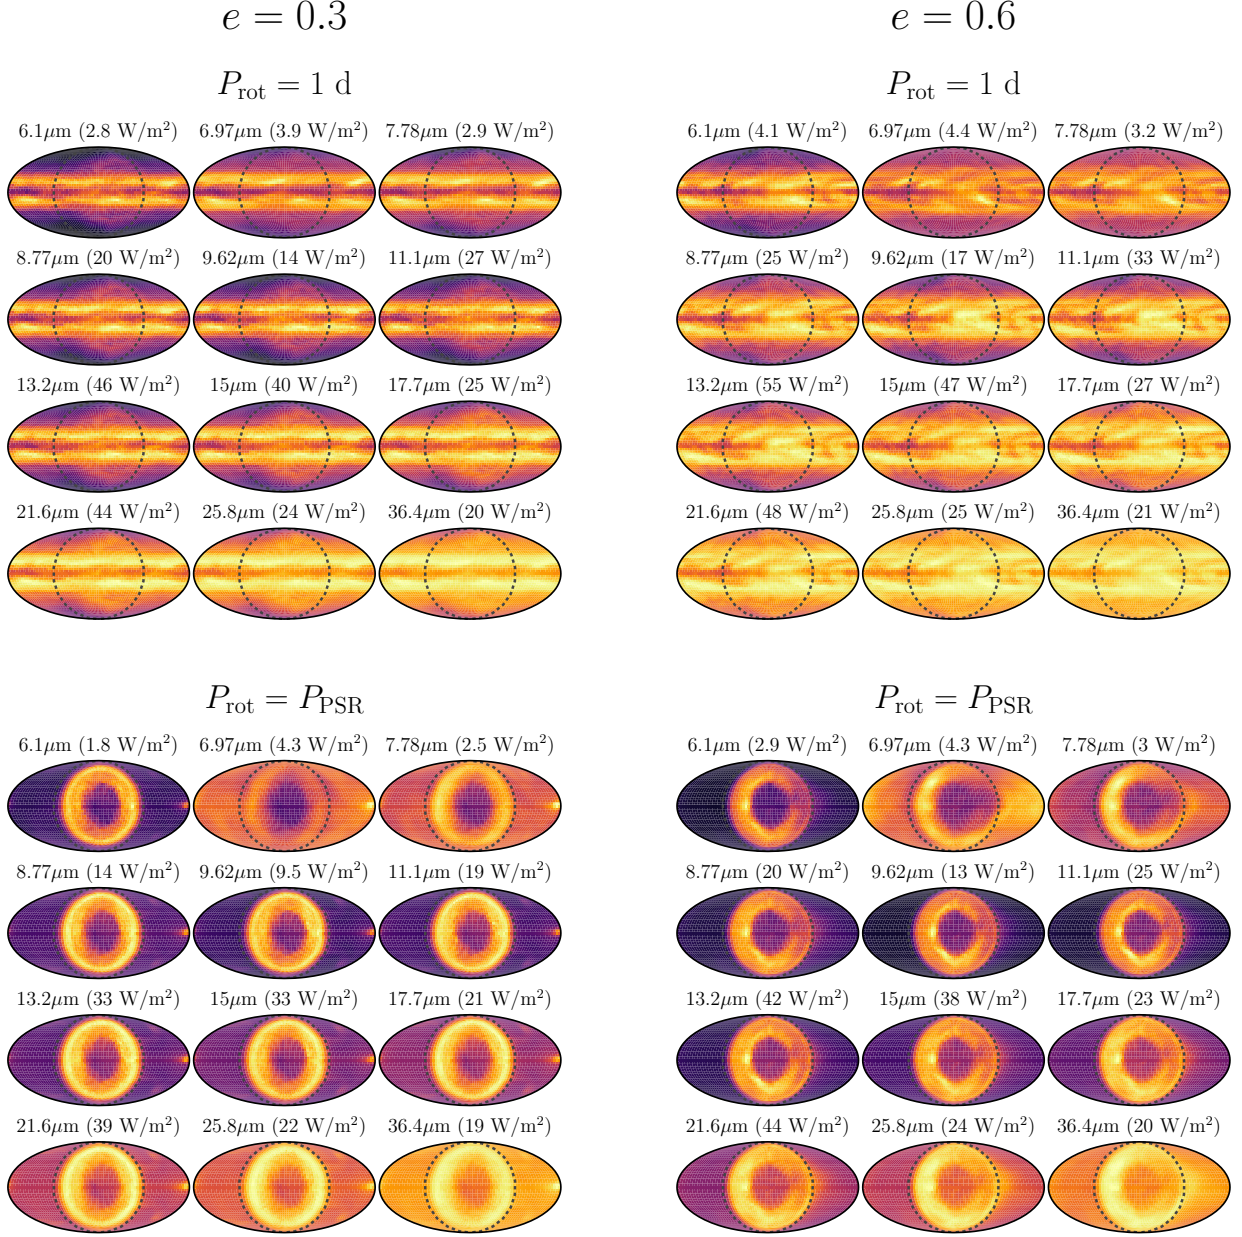 e = 0.3
e = 0.6
P_rot = 1 d
P_rot = 1 d
6.1μm (2.8 W/m²) 6.97μm (3.9 W/m²) 7.78μm (2.9 W/m²)
6.1μm (4.1 W/m²) 6.97μm (4.4 W/m²) 7.78μm (3.2 W/m²)
8.77μm (20 W/m²) 9.62μm (14 W/m²) 11.1μm (27 W/m²)
8.77μm (25 W/m²) 9.62μm (17 W/m²) 11.1μm (33 W/m²)
13.2μm (46 W/m²) 15μm (40 W/m²) 17.7μm (25 W/m²)
13.2μm (55 W/m²) 15μm (47 W/m²) 17.7μm (27 W/m²)
21.6μm (44 W/m²) 25.8μm (24 W/m²) 36.4μm (20 W/m²)
21.6μm (48 W/m²) 25.8μm (25 W/m²) 36.4μm (21 W/m²)
P_rot = P_PSR
P_rot = P_PSR
6.1μm (1.8 W/m²) 6.97μm (4.3 W/m²) 7.78μm (2.5 W/m²)
6.1μm (2.9 W/m²) 6.97μm (4.3 W/m²) 7.78μm (3 W/m²)
8.77μm (14 W/m²) 9.62μm (9.5 W/m²) 11.1μm (19 W/m²)
8.77μm (20 W/m²) 9.62μm (13 W/m²) 11.1μm (25 W/m²)
13.2μm (33 W/m²) 15μm (33 W/m²) 17.7μm (21 W/m²)
13.2μm (42 W/m²) 15μm (38 W/m²) 17.7μm (23 W/m²)
21.6μm (39 W/m²) 25.8μm (22 W/m²) 36.4μm (19 W/m²)
21.6μm (44 W/m²) 25.8μm (24 W/m²) 36.4μm (20 W/m²)